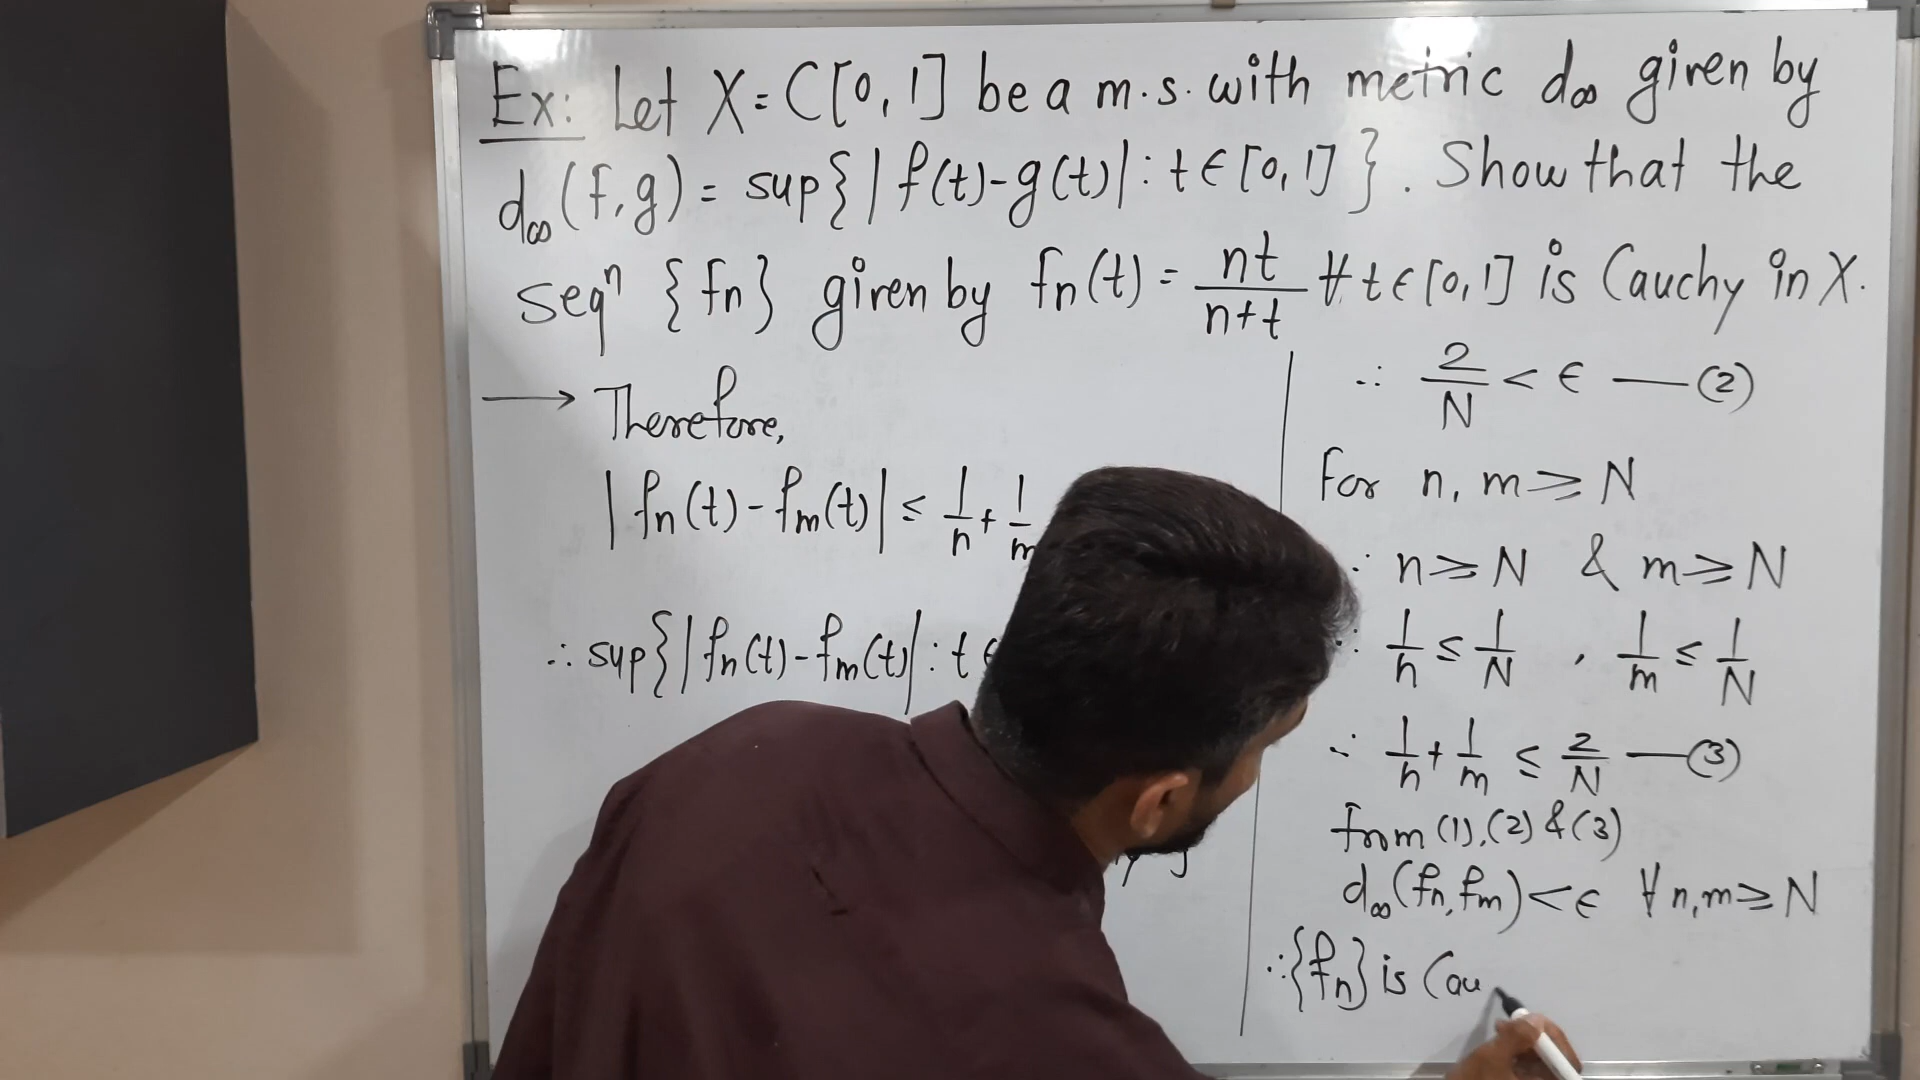 Ex: Let X = C[0,1] be a m.s. with metric d∞ given by
d∞(f,g) = sup{|f(t)-g(t)| : t∈[0,1]}. Show that the
seqⁿ {fn} given by fn(t) = nt/(n+t) ∀ t∈[0,1] is Cauchy in X.
→ Therefore,
|fn(t)-fm(t)| ≤ 1/n + 1/m
∴ sup{|fn(t)-fm(t)| : t ∈
∴ 2/N < ϵ — (2)
For n, m ≥ N
∴ n ≥ N & m ≥ N
∴ 1/n ≤ 1/N , 1/m ≤ 1/N
∴ 1/n + 1/m ≤ 2/N — (3)
from (1), (2) & (3)
d∞(fn, fm) < ϵ ∀ n, m ≥ N
∴ {fn} is Cau